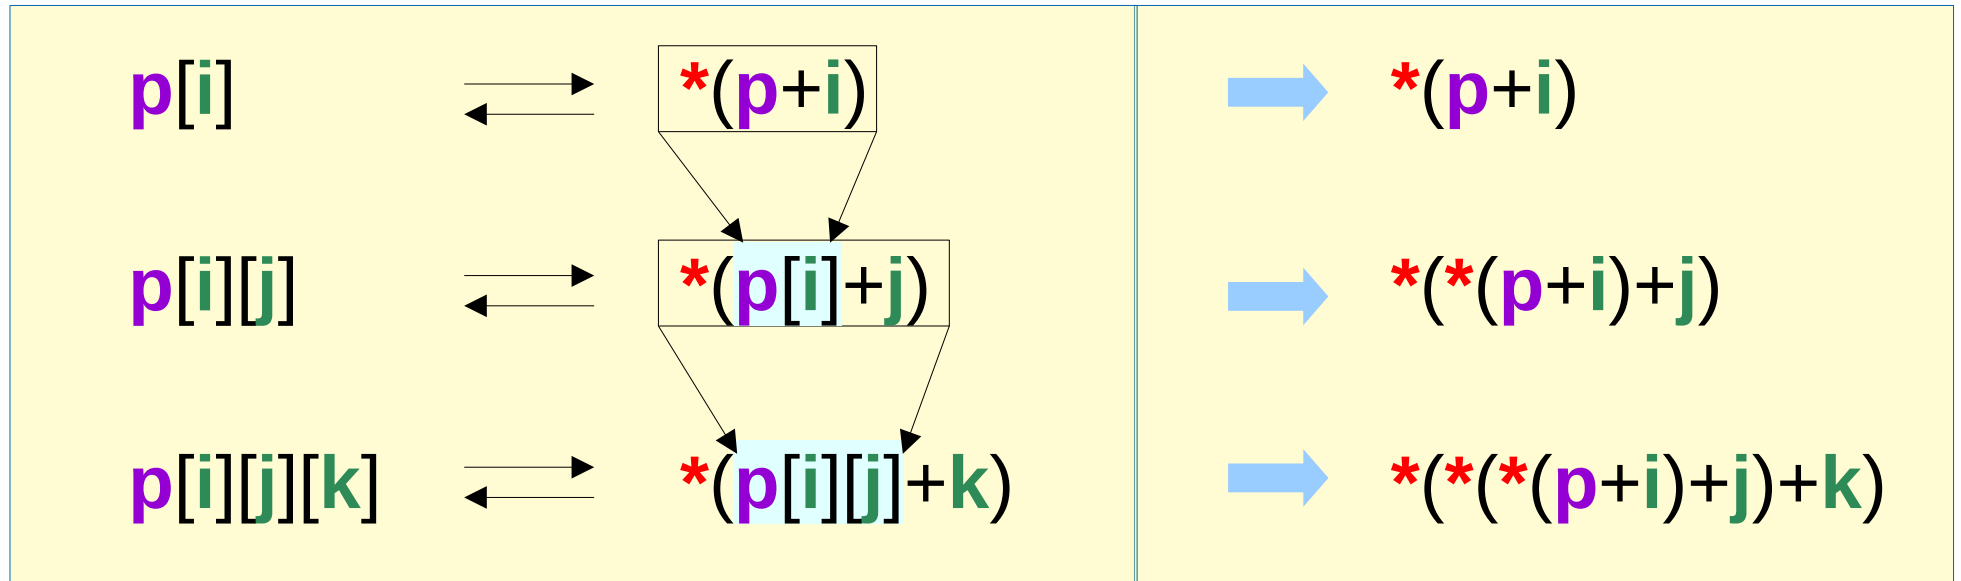 p[i] *(p+i) *(p+i)
p[i][j] *(p[i]+j) *(*(p+i)+j)
p[i][j][k] *(p[i][j]+k) *(*(*(p+i)+j)+k)